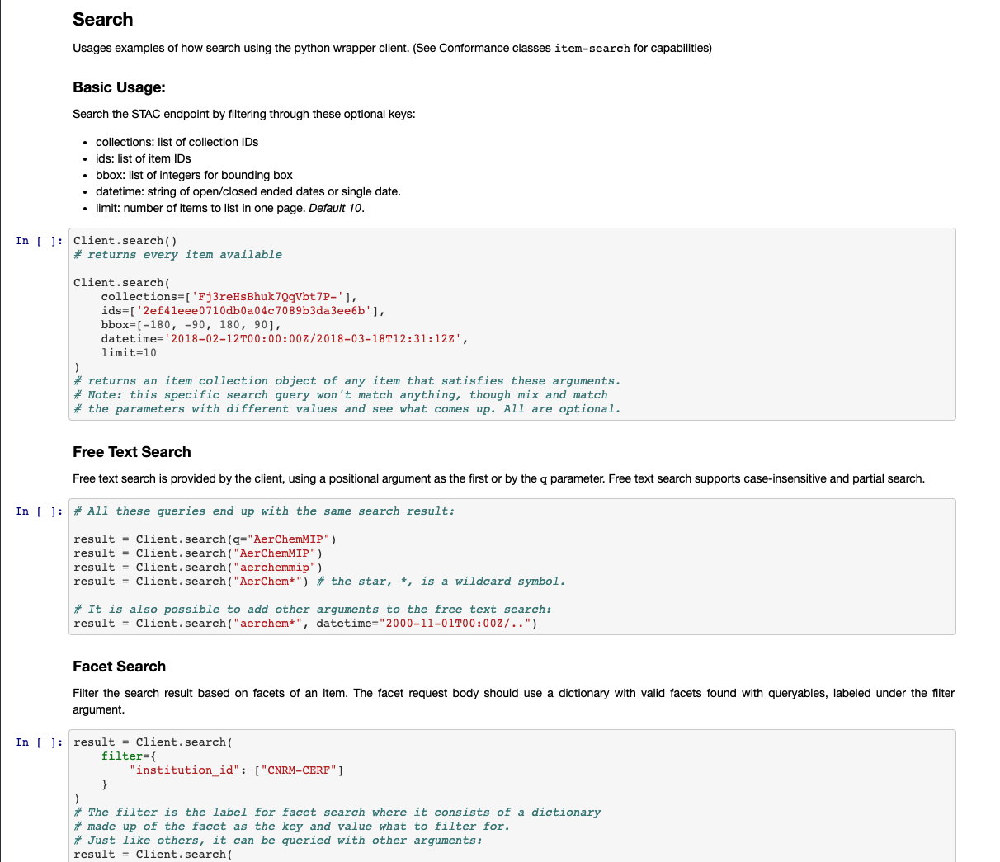 Search
Usages examples of how search using the python wrapper client. (See Conformance classes item-search for capabilities)
Basic Usage:
Search the STAC endpoint by filtering through these optional keys:
• collections: list of collection IDs
• ids: list of item IDs
• bbox: list of integers for bounding box
• datetime: string of open/closed ended dates or single date.
• limit: number of items to list in one page. Default 10.
In [ ]: Client.search()
# returns every item available
Client.search(
    collections=['Fj3reHsBhuk7QqVbt7P-'],
    ids=['2ef41eee0710db0a04c7089b3da3ee6b'],
    bbox=[-180, -90, 180, 90],
    datetime='2018-02-12T00:00:00Z/2018-03-18T12:31:12Z',
    limit=10
)
# returns an item collection object of any item that satisfies these arguments.
# Note: this specific search query won't match anything, though mix and match
# the parameters with different values and see what comes up. All are optional.
Free Text Search
Free text search is provided by the client, using a positional argument as the first or by the q parameter. Free text search supports case-insensitive and partial search.
In [ ]: # All these queries end up with the same search result:
result = Client.search(q="AerChemMIP")
result = Client.search("AerChemMIP")
result = Client.search("aerchemmip")
result = Client.search("AerChem*") # the star, *, is a wildcard symbol.
# It is also possible to add other arguments to the free text search:
result = Client.search("aerchem*", datetime="2000-11-01T00:00Z/..")
Facet Search
Filter the search result based on facets of an item. The facet request body should use a dictionary with valid facets found with queryables, labeled under the filter
argument.
In [ ]: result = Client.search(
    filter={
        "institution_id": ["CNRM-CERF"]
    }
)
# The filter is the label for facet search where it consists of a dictionary
# made up of the facet as the key and value what to filter for.
# Just like others, it can be queried with other arguments:
result = Client.search(